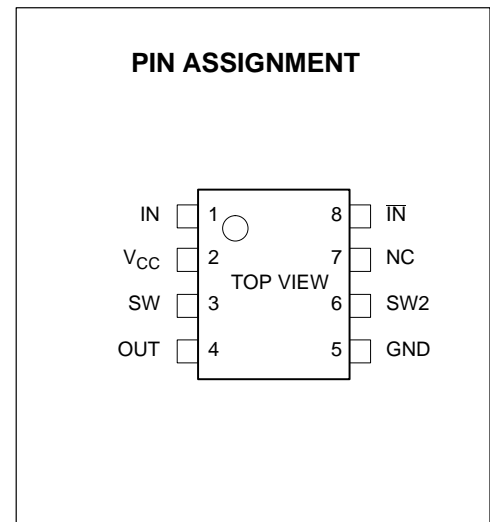 PIN ASSIGNMENT
IN 1 8 I̅N̅
VCC 2 7 NC
TOP VIEW
SW 3 6 SW2
OUT 4 5 GND